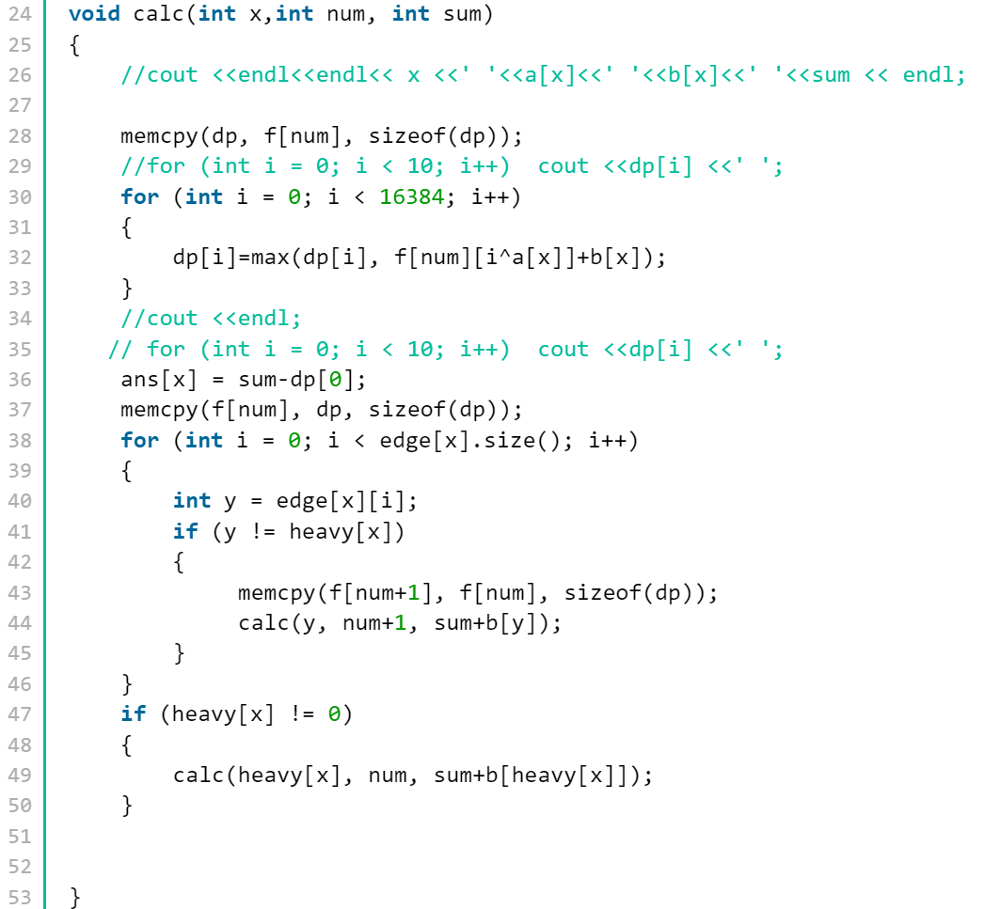 24 void calc(int x,int num, int sum)
25 {
26     //cout <<endl<<endl<< x <<' '<<a[x]<<' '<<b[x]<<' '<<sum << endl;
27
28     memcpy(dp, f[num], sizeof(dp));
29     //for (int i = 0; i < 10; i++)  cout <<dp[i] <<' ';
30     for (int i = 0; i < 16384; i++)
31     {
32         dp[i]=max(dp[i], f[num][i^a[x]]+b[x]);
33     }
34     //cout <<endl;
35    // for (int i = 0; i < 10; i++)  cout <<dp[i] <<' ';
36     ans[x] = sum-dp[0];
37     memcpy(f[num], dp, sizeof(dp));
38     for (int i = 0; i < edge[x].size(); i++)
39     {
40         int y = edge[x][i];
41         if (y != heavy[x])
42         {
43              memcpy(f[num+1], f[num], sizeof(dp));
44              calc(y, num+1, sum+b[y]);
45         }
46     }
47     if (heavy[x] != 0)
48     {
49         calc(heavy[x], num, sum+b[heavy[x]]);
50     }
51
52
53 }